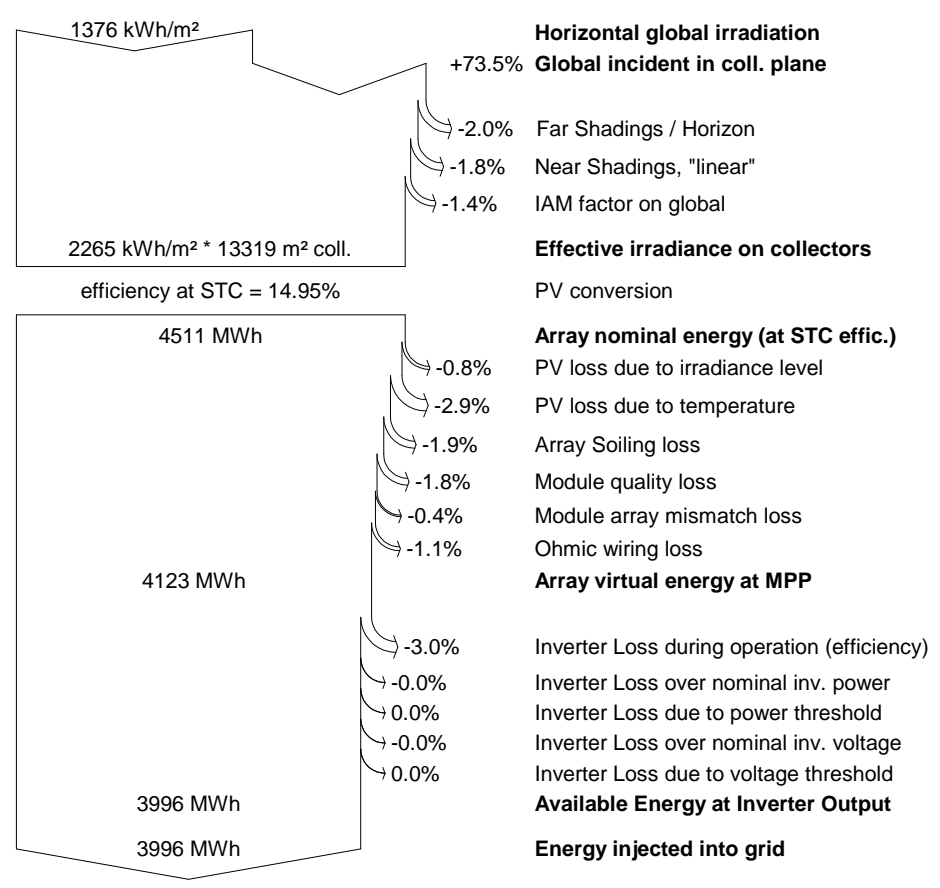 1376 kWh/m² Horizontal global irradiation
+73.5% Global incident in coll. plane
-2.0% Far Shadings / Horizon
-1.8% Near Shadings, "linear"
-1.4% IAM factor on global
2265 kWh/m² * 13319 m² coll. Effective irradiance on collectors
efficiency at STC = 14.95% PV conversion
4511 MWh Array nominal energy (at STC effic.)
-0.8% PV loss due to irradiance level
-2.9% PV loss due to temperature
-1.9% Array Soiling loss
-1.8% Module quality loss
-0.4% Module array mismatch loss
-1.1% Ohmic wiring loss
4123 MWh Array virtual energy at MPP
-3.0% Inverter Loss during operation (efficiency)
-0.0% Inverter Loss over nominal inv. power
0.0% Inverter Loss due to power threshold
-0.0% Inverter Loss over nominal inv. voltage
0.0% Inverter Loss due to voltage threshold
3996 MWh Available Energy at Inverter Output
3996 MWh Energy injected into grid